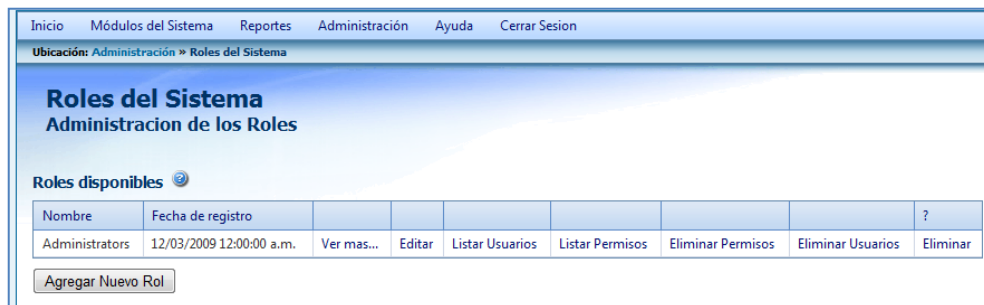 Inicio Módulos del Sistema Reportes Administración Ayuda Cerrar Sesion
Ubicación: Administración » Roles del Sistema
Roles del Sistema
Administracion de los Roles
Roles disponibles ?
Nombre Fecha de registro ?
Administrators 12/03/2009 12:00:00 a.m. Ver mas... Editar Listar Usuarios Listar Permisos Eliminar Permisos Eliminar Usuarios Eliminar
Agregar Nuevo Rol